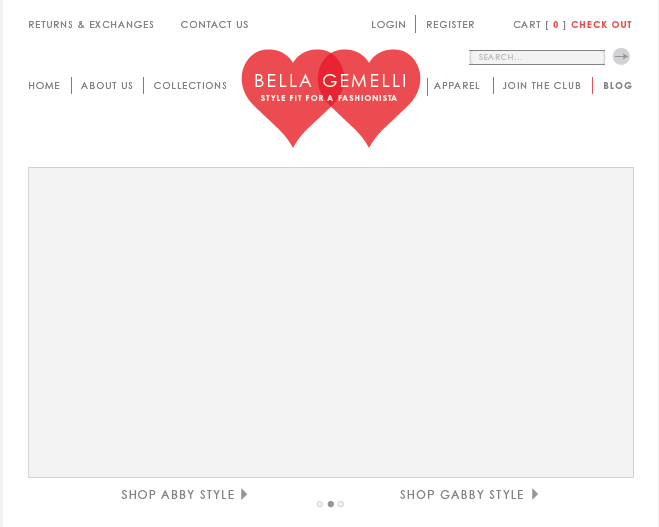 RETURNS & EXCHANGES CONTACT US LOGIN REGISTER CART [ 0 ] CHECK OUT
SEARCH...
HOME ABOUT US COLLECTIONS BELLA GEMELLI APPAREL JOIN THE CLUB BLOG
STYLE FIT FOR A FASHIONISTA
SHOP ABBY STYLE SHOP GABBY STYLE